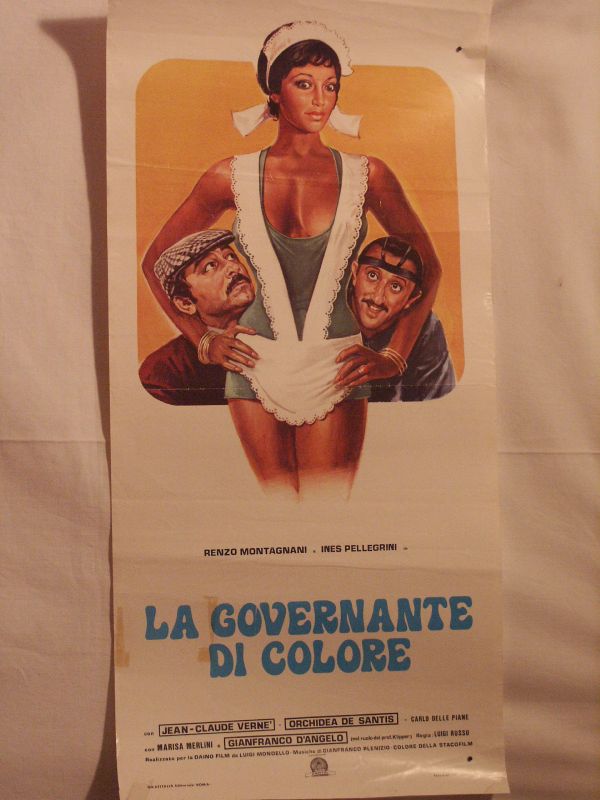 RENZO MONTAGNANI e INES PELLEGRINI in
LA GOVERNANTE
DI COLORE
con JEAN-CLAUDE VERNE' - ORCHIDEA DE SANTIS - CARLO DELLE PIANE
con MARISA MERLINI e GIANFRANCO D'ANGELO (nel ruolo del prof. Klipper) Regia: LUIGI RUSSO
Realizzato per la DAINO FILM da LUIGI MONDELLO - Musiche di GIANFRANCO PLENIZIO - COLORE DELLA STACOFILM